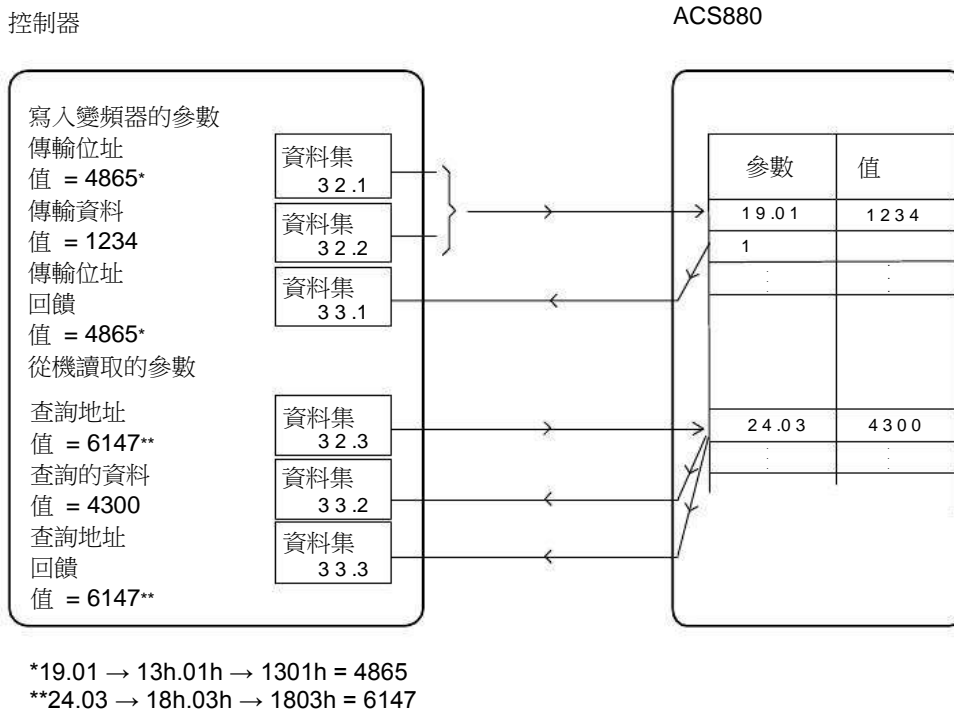 控制器
ACS880
寫入變頻器的參數
傳輸位址
值 = 4865*
傳輸資料
值 = 1234
傳輸位址
回饋
值 = 4865*
從機讀取的參數
查詢地址
值 = 6147**
查詢的資料
值 = 4300
查詢地址
回饋
值 = 6147**
資料集
32.1
資料集
32.2
資料集
33.1
資料集
32.3
資料集
33.2
資料集
33.3
參數 值
19.01 1234
1
24.03 4300
*19.01 → 13h.01h → 1301h = 4865
**24.03 → 18h.03h → 1803h = 6147